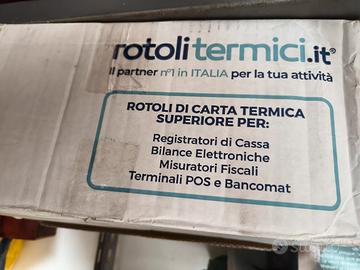 rotolitermici.it®
Il partner n°1 in ITALIA per la tua attività
ROTOLI DI CARTA TERMICA
SUPERIORE PER:
Registratori di Cassa
Bilance Elettroniche
Misuratori Fiscali
Terminali POS e Bancomat